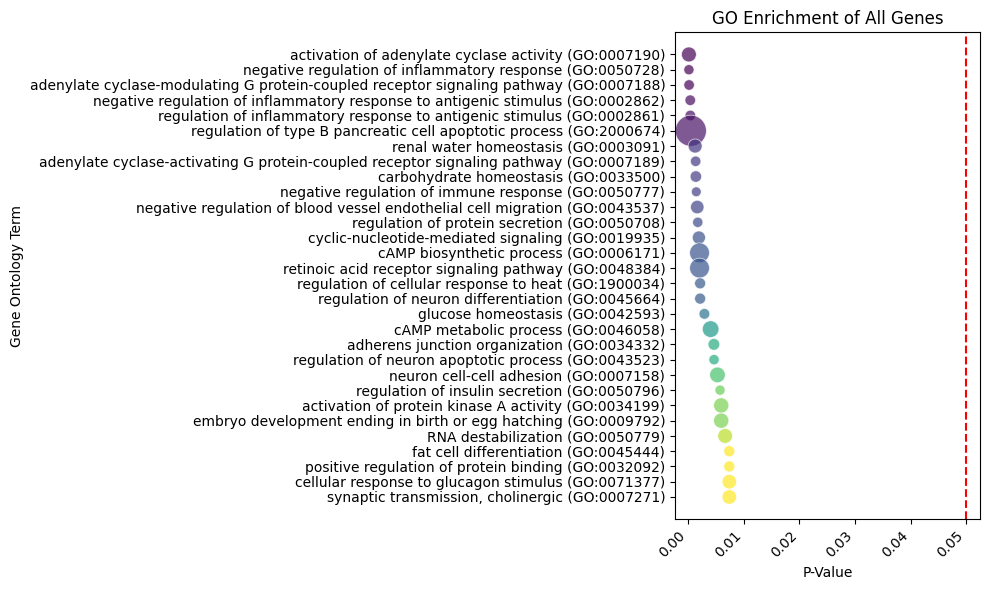 GO Enrichment of All Genes
activation of adenylate cyclase activity (GO:0007190)
negative regulation of inflammatory response (GO:0050728)
adenylate cyclase-modulating G protein-coupled receptor signaling pathway (GO:0007188)
negative regulation of inflammatory response to antigenic stimulus (GO:0002862)
regulation of inflammatory response to antigenic stimulus (GO:0002861)
regulation of type B pancreatic cell apoptotic process (GO:2000674)
renal water homeostasis (GO:0003091)
adenylate cyclase-activating G protein-coupled receptor signaling pathway (GO:0007189)
carbohydrate homeostasis (GO:0033500)
negative regulation of immune response (GO:0050777)
negative regulation of blood vessel endothelial cell migration (GO:0043537)
regulation of protein secretion (GO:0050708)
cyclic-nucleotide-mediated signaling (GO:0019935)
cAMP biosynthetic process (GO:0006171)
retinoic acid receptor signaling pathway (GO:0048384)
regulation of cellular response to heat (GO:1900034)
regulation of neuron differentiation (GO:0045664)
glucose homeostasis (GO:0042593)
cAMP metabolic process (GO:0046058)
adherens junction organization (GO:0034332)
regulation of neuron apoptotic process (GO:0043523)
neuron cell-cell adhesion (GO:0007158)
regulation of insulin secretion (GO:0050796)
activation of protein kinase A activity (GO:0034199)
embryo development ending in birth or egg hatching (GO:0009792)
RNA destabilization (GO:0050779)
fat cell differentiation (GO:0045444)
positive regulation of protein binding (GO:0032092)
cellular response to glucagon stimulus (GO:0071377)
synaptic transmission, cholinergic (GO:0007271)
Gene Ontology Term
0.00
0.01
0.02
0.03
0.04
0.05
P-Value